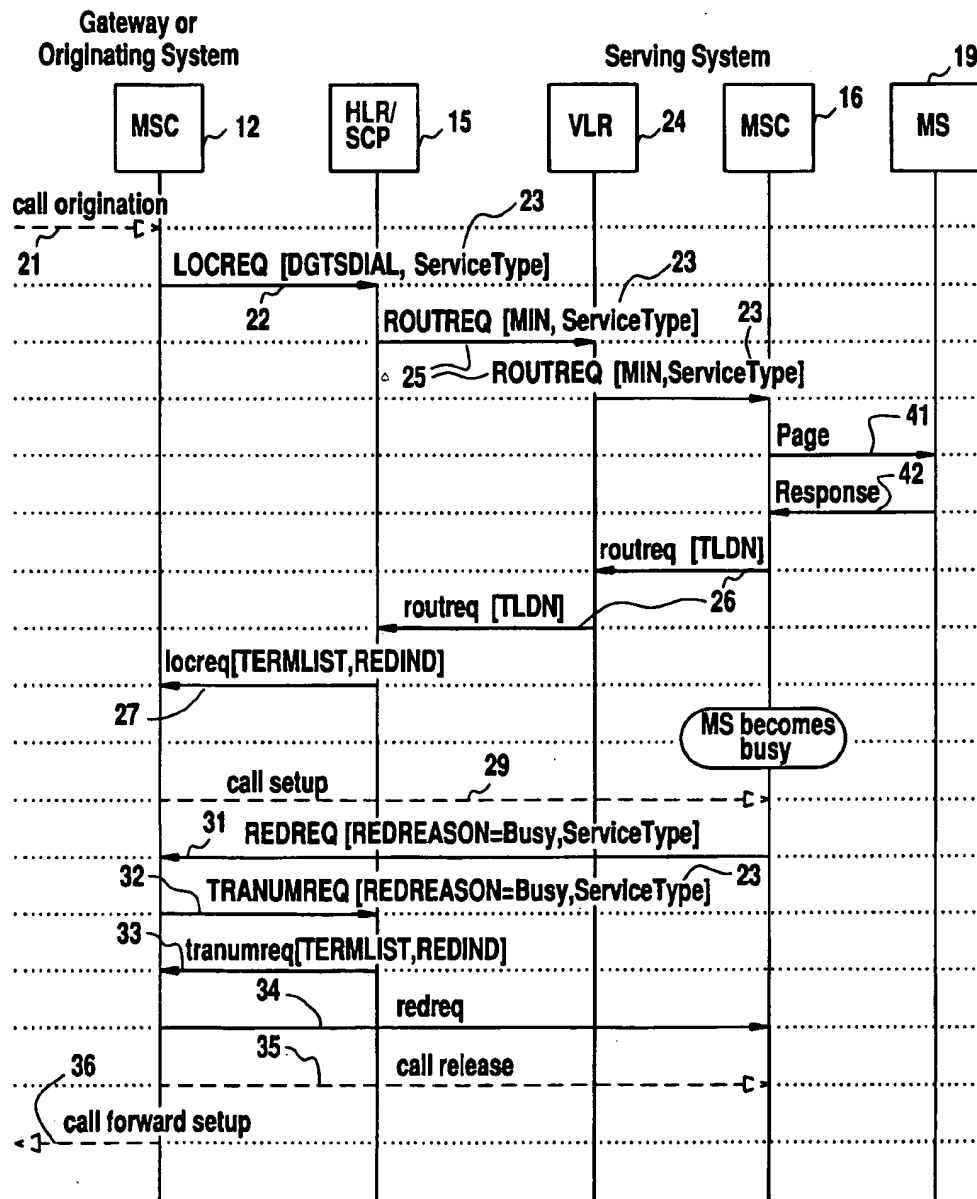 Gateway or
Originating System
Serving System
19
MSC
12
HLR/
SCP
15
VLR
24
MSC
16
MS
call origination
21
23
LOCREQ [DGTSDIAL, ServiceType]
22
23
ROUTREQ [MIN, ServiceType]
23
25
ROUTREQ [MIN,ServiceType]
41
Page
42
Response
routreq [TLDN]
26
routreq [TLDN]
locreq[TERMLIST,REDIND]
27
MS becomes
busy
29
call setup
31
REDREQ [REDREASON=Busy,ServiceType]
32
TRANUMREQ [REDREASON=Busy,ServiceType]
23
33
tranumreq[TERMLIST,REDIND]
34
redreq
35
call release
36
call forward setup